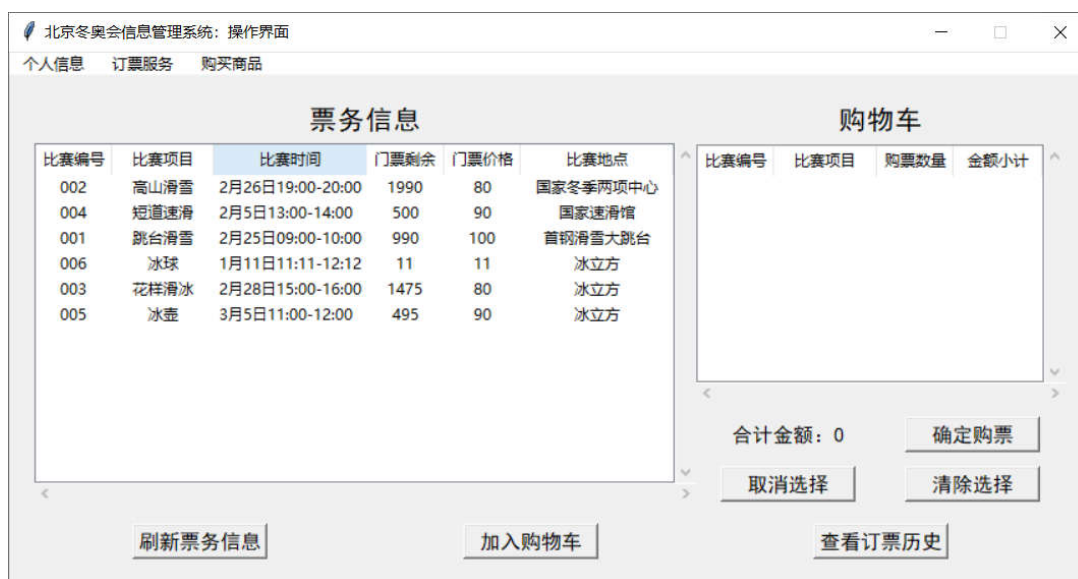 北京冬奥会信息管理系统：操作界面
个人信息 订票服务 购买商品
票务信息
比赛编号 比赛项目 比赛时间 门票剩余 门票价格 比赛地点
002 高山滑雪 2月26日19:00-20:00 1990 80 国家冬季两项中心
004 短道速滑 2月5日13:00-14:00 500 90 国家速滑馆
001 跳台滑雪 2月25日09:00-10:00 990 100 首钢滑雪大跳台
006 冰球 1月11日11:11-12:12 11 11 冰立方
003 花样滑冰 2月28日15:00-16:00 1475 80 冰立方
005 冰壶 3月5日11:00-12:00 495 90 冰立方
购物车
比赛编号 比赛项目 购票数量 金额小计
合计金额：0 确定购票
取消选择 清除选择
刷新票务信息 加入购物车 查看订票历史